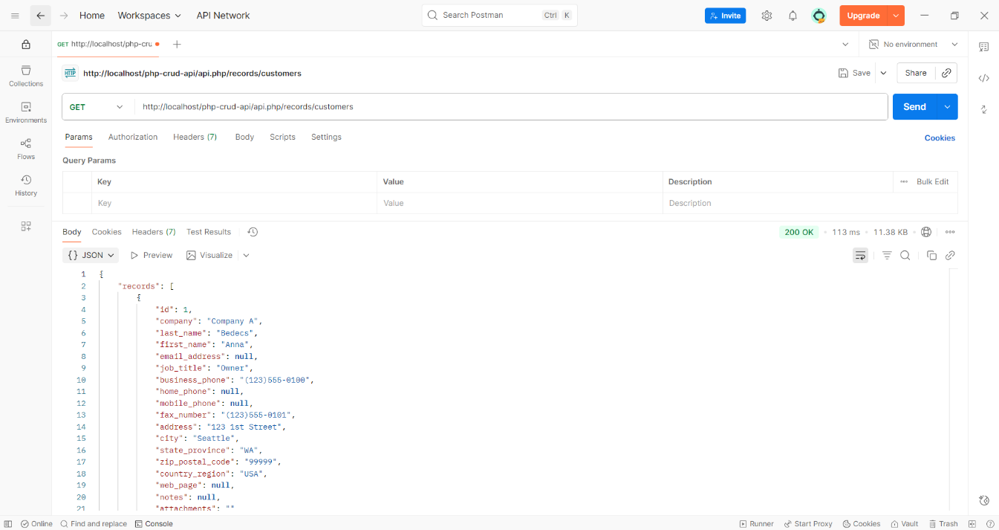 Home Workspaces API Network Search Postman Ctrl K Invite Upgrade
GET http://localhost/php-cru No environment
Collections
Environments
Flows
History
HTTP http://localhost/php-crud-api/api.php/records/customers Save Share
GET http://localhost/php-crud-api/api.php/records/customers Send
Params Authorization Headers (7) Body Scripts Settings Cookies
Query Params
Key Value Description Bulk Edit
Key Value Description
Body Cookies Headers (7) Test Results 200 OK 113 ms 11.38 KB
{} JSON Preview Visualize
1 {
2 "records": [
3 {
4 "id": 1,
5 "company": "Company A",
6 "last_name": "Bedecs",
7 "first_name": "Anna",
8 "email_address": null,
9 "job_title": "Owner",
10 "business_phone": "(123)555-0100",
11 "home_phone": null,
12 "mobile_phone": null,
13 "fax_number": "(123)555-0101",
14 "address": "123 1st Street",
15 "city": "Seattle",
16 "state_province": "WA",
17 "zip_postal_code": "99999",
18 "country_region": "USA",
19 "web_page": null,
20 "notes": null,
21 "attachments": ""
Online Find and replace Console Runner Start Proxy Cookies Vault Trash